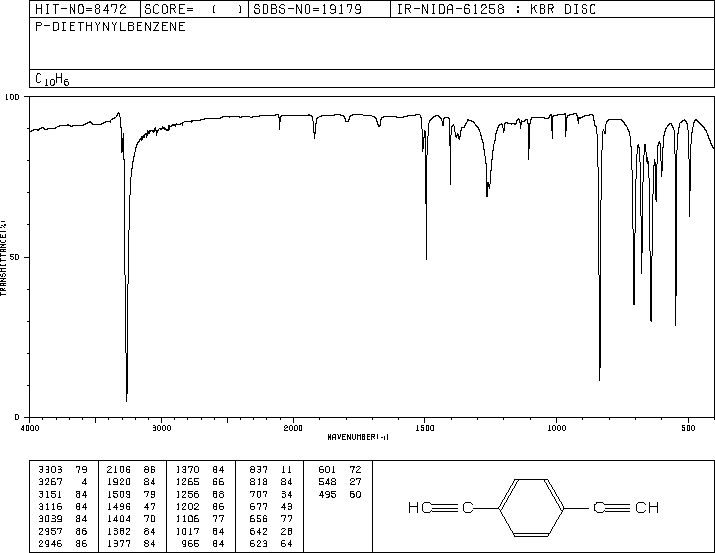 HIT-NO=8472 SCORE= ( ) SDBS-NO=19179 IR-NIDA-61258 : KBR DISC
P-DIETHYNYLBENZENE
C10H6
100
TRANSMITTANCE(%)
50
0
4000 3000 2000 1500 1000 500
WAVENUMBER(-1)
3303 79 2106 86 1370 84 837 11 601 72
3267 4 1920 84 1265 66 818 84 548 27
3151 84 1509 79 1256 68 707 34 495 60
3116 84 1496 47 1202 86 677 43
3039 84 1404 70 1106 77 656 77
2957 86 1382 84 1017 84 642 28
2946 86 1377 84 966 84 623 64
HC C C CH